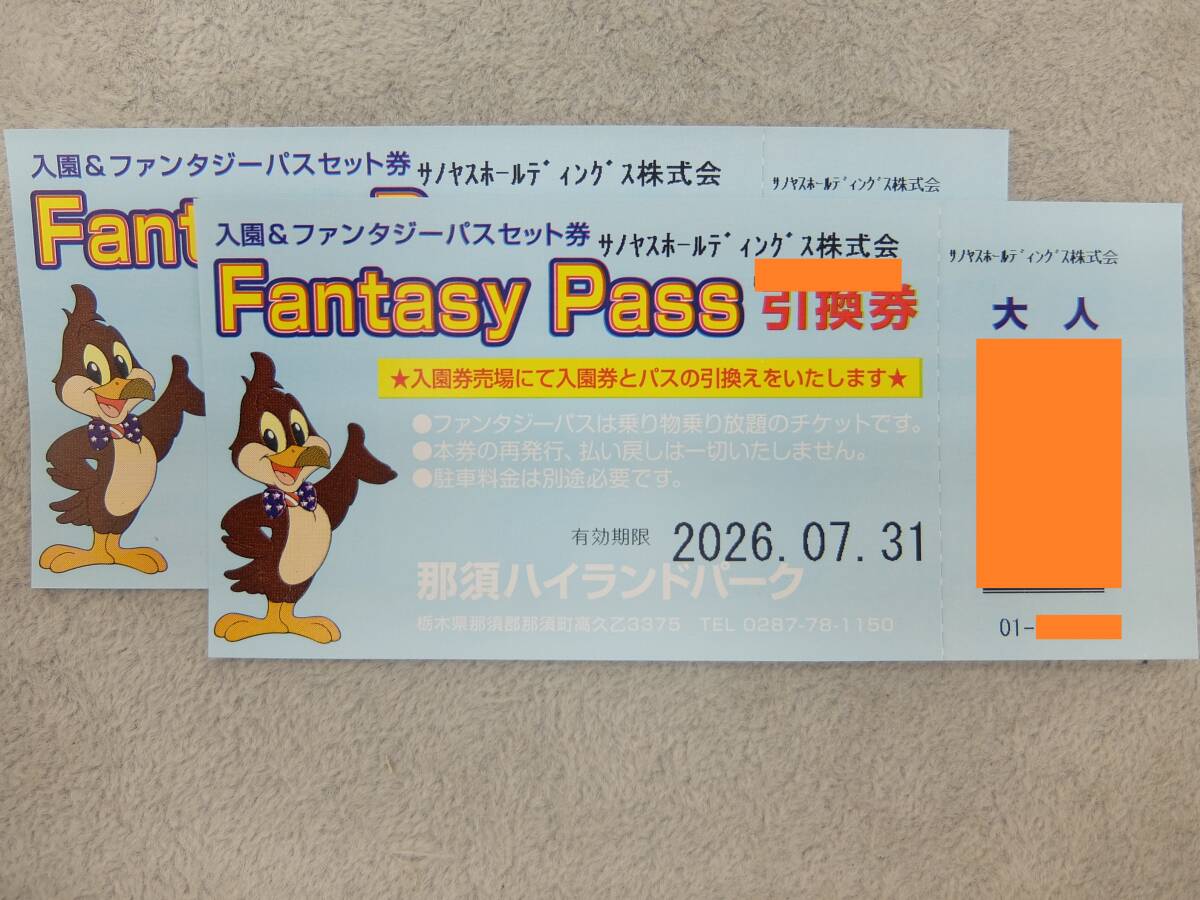 入園&ファンタジーパスセット券 サノヤスホールディングス株式会
サノヤスホールディングス株式会
Fant
入園&ファンタジーパスセット券 サノヤスホールディングス株式会
Fantasy Pass 引換券
★入園券売場にて入園券とパスの引換えをいたします★
●ファンタジーパスは乗り物乗り放題のチケットです。
●本券の再発行、払い戻しは一切いたしません。
●駐車料金は別途必要です。
有効期限 2026.07.31
那須ハイランドパーク
栃木県那須郡那須町高久乙3375 TEL 0287-78-1150
サノヤスホールディングス株式会
大人
01-